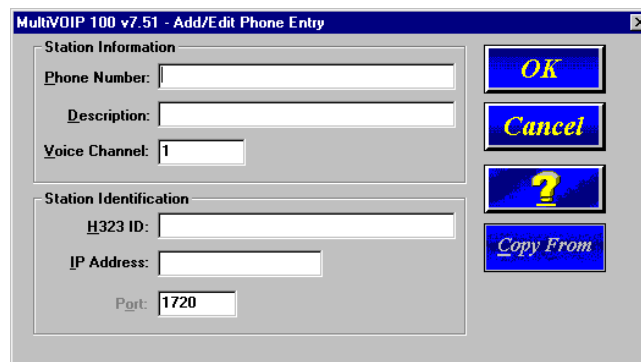 MultiVOIP 100 v7.51 - Add/Edit Phone Entry
Station Information
Phone Number:
Description:
Voice Channel: 1
OK
Cancel
?
Copy From
Station Identification
H323 ID:
IP Address:
Port: 1720